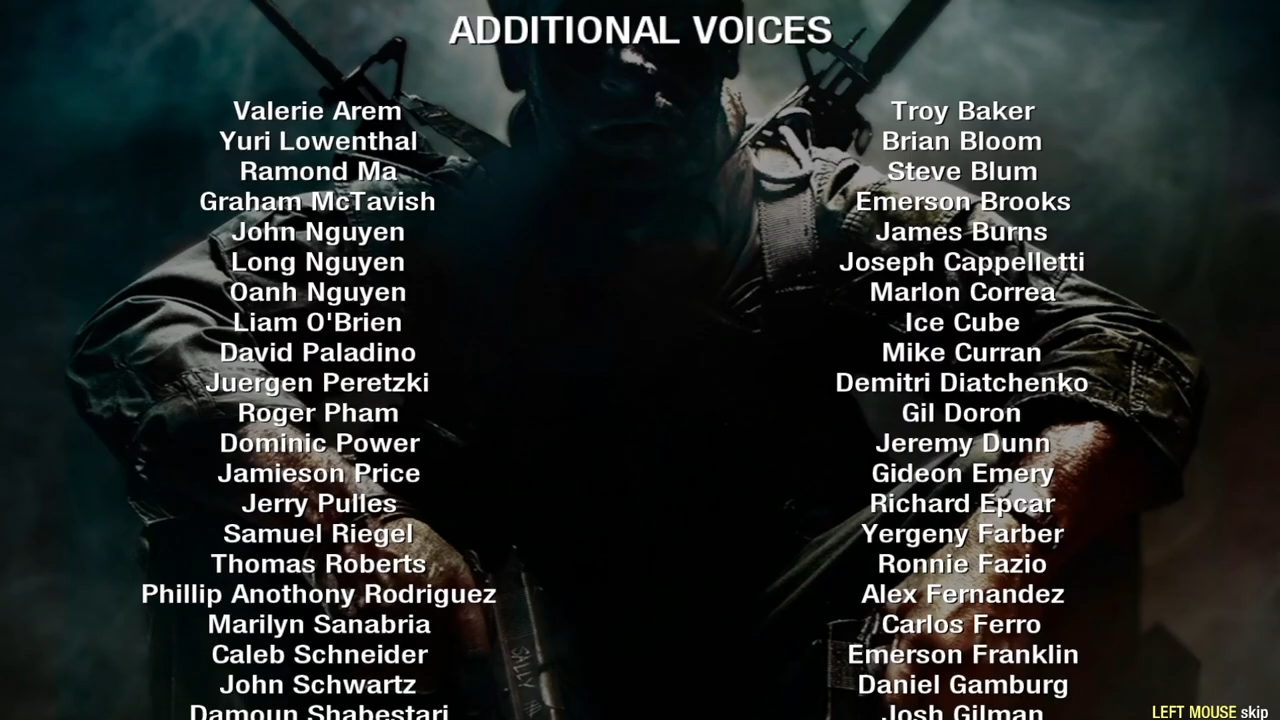 ADDITIONAL VOICES
Valerie Arem
Yuri Lowenthal
Ramond Ma
Graham McTavish
John Nguyen
Long Nguyen
Oanh Nguyen
Liam O'Brien
David Paladino
Juergen Peretzki
Roger Pham
Dominic Power
Jamieson Price
Jerry Pulles
Samuel Riegel
Thomas Roberts
Phillip Anothony Rodriguez
Marilyn Sanabria
Caleb Schneider
John Schwartz
Damoun Shabestari
Troy Baker
Brian Bloom
Steve Blum
Emerson Brooks
James Burns
Joseph Cappelletti
Marlon Correa
Ice Cube
Mike Curran
Demitri Diatchenko
Gil Doron
Jeremy Dunn
Gideon Emery
Richard Epcar
Yergeny Farber
Ronnie Fazio
Alex Fernandez
Carlos Ferro
Emerson Franklin
Daniel Gamburg
Josh Gilman
SALLY
LEFT MOUSE skip